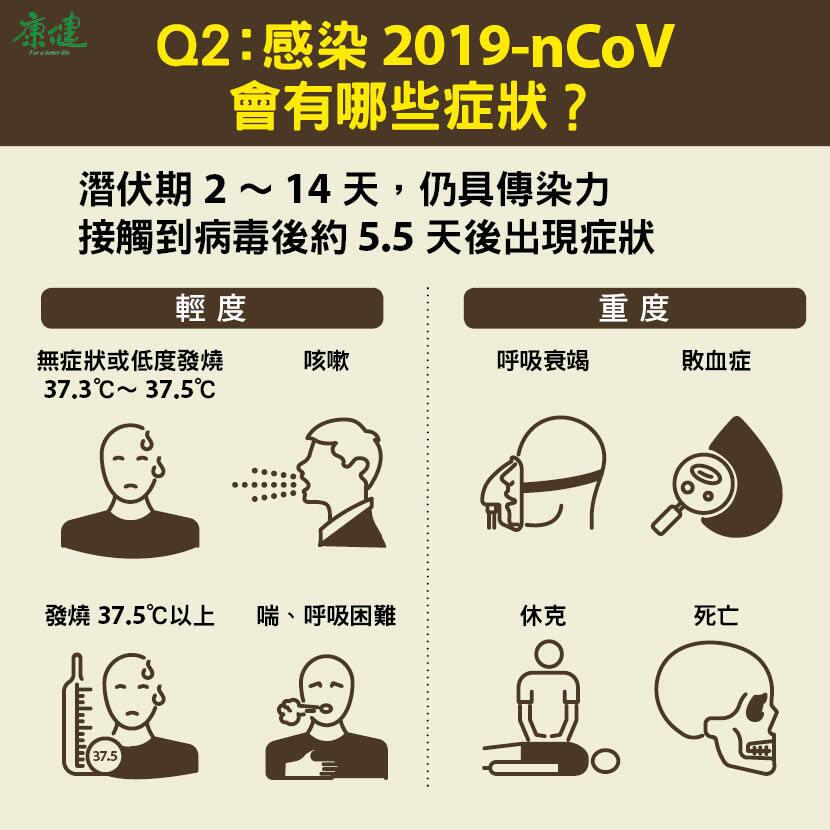 康健
For a better life
Q2：感染 2019-nCoV
會有哪些症狀？
潛伏期 2～14 天，仍具傳染力
接觸到病毒後約 5.5 天後出現症狀
輕度
無症狀或低度發燒
37.3℃～ 37.5℃
咳嗽
發燒 37.5℃以上
喘、呼吸困難
37.5
重度
呼吸衰竭
敗血症
休克
死亡